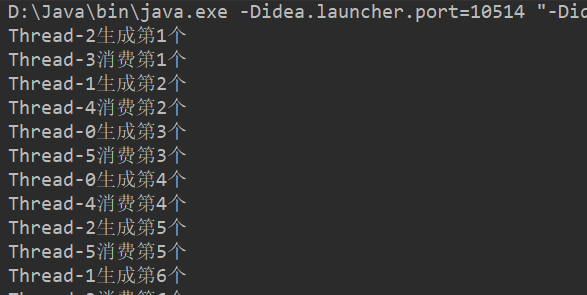 D:\Java\bin\java.exe -Didea.launcher.port=10514 "-Did
Thread-2生成第1个
Thread-3消费第1个
Thread-1生成第2个
Thread-4消费第2个
Thread-0生成第3个
Thread-5消费第3个
Thread-0生成第4个
Thread-4消费第4个
Thread-2生成第5个
Thread-5消费第5个
Thread-1生成第6个